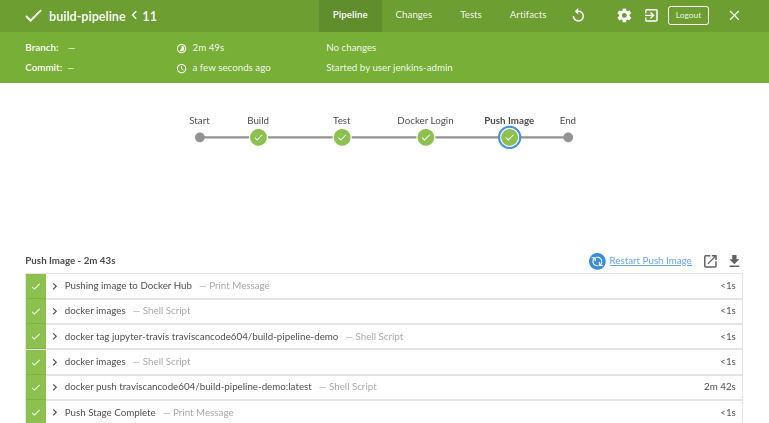 build-pipeline < 11
Pipeline
Changes
Tests
Artifacts
Logout
Branch: —
2m 49s
No changes
Commit: —
a few seconds ago
Started by user jenkins-admin
Start
Build
Test
Docker Login
Push Image
End
Push Image - 2m 43s
Restart Push Image
Pushing image to Docker Hub — Print Message <1s
docker images — Shell Script <1s
docker tag jupyter-travis traviscancode604/build-pipeline-demo — Shell Script <1s
docker images — Shell Script <1s
docker push traviscancode604/build-pipeline-demo:latest — Shell Script 2m 42s
Push Stage Complete — Print Message <1s